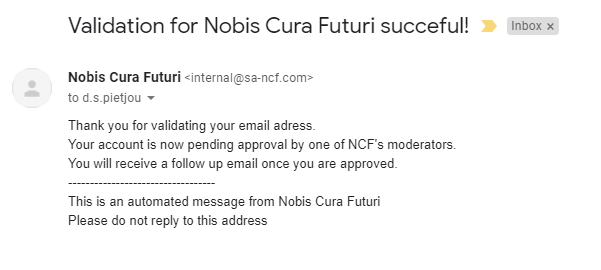 Validation for Nobis Cura Futuri succeful! Inbox x
Nobis Cura Futuri <internal@sa-ncf.com>
to d.s.pietjou
Thank you for validating your email adress.
Your account is now pending approval by one of NCF's moderators.
You will receive a follow up email once you are approved.
----------------------------------
This is an automated message from Nobis Cura Futuri
Please do not reply to this address